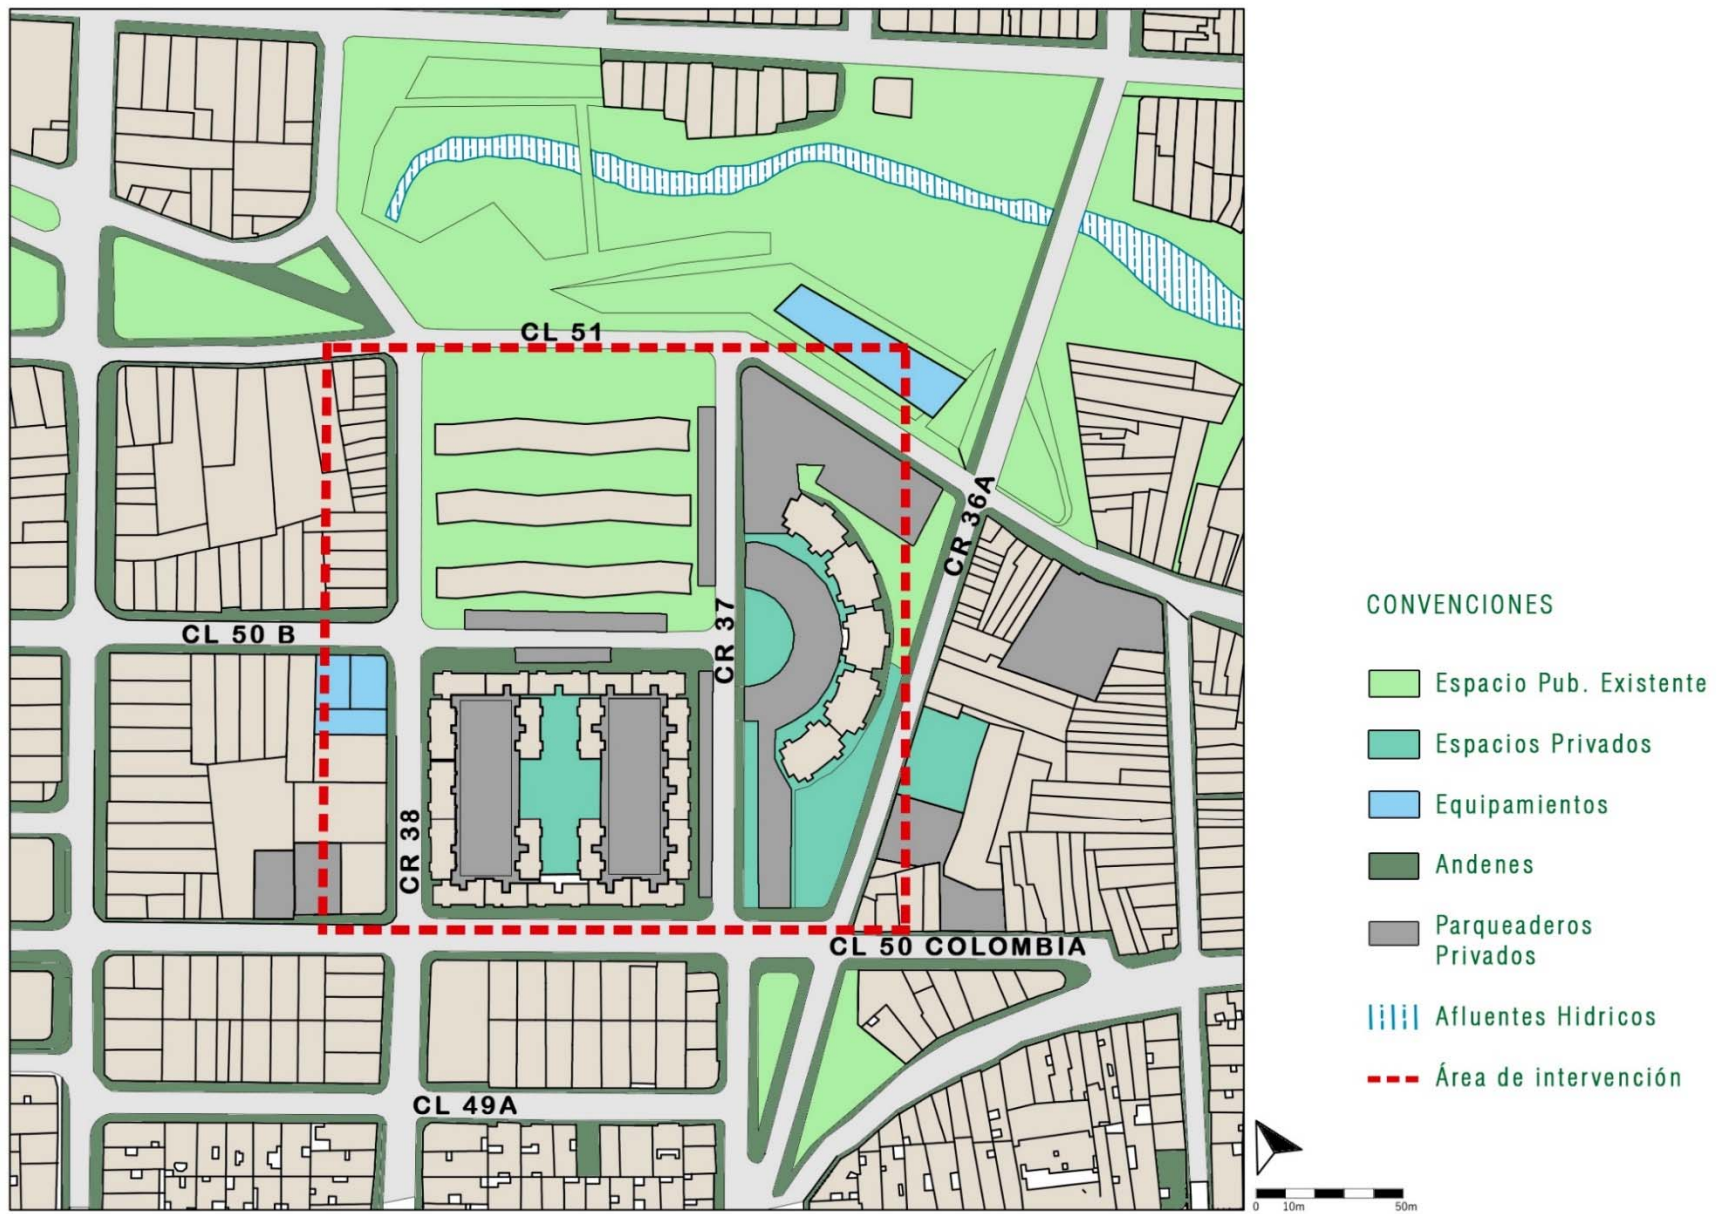 CL 51
CR 36A
CL 50 B
CR 37
CR 38
CL 50 COLOMBIA
CL 49A
CONVENCIONES
Espacio Pub. Existente
Espacios Privados
Equipamientos
Andenes
Parqueaderos
Privados
Afluentes Hidricos
Área de intervención
0 10m 50m